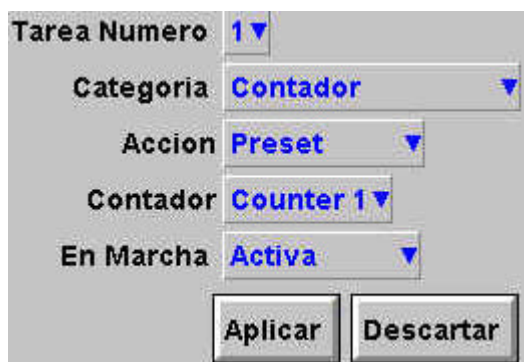 Tarea Numero 1
Categoria Contador
Accion Preset
Contador Counter 1
En Marcha Activa
Aplicar Descartar